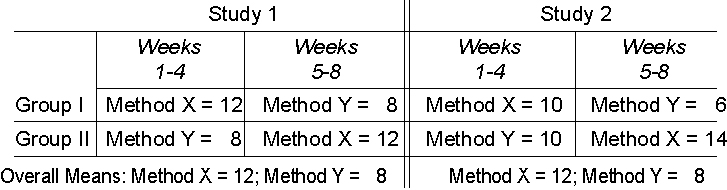 Study 1 Study 2
Weeks 1-4 Weeks 5-8 Weeks 1-4 Weeks 5-8
Group I Method X = 12 Method Y = 8 Method X = 10 Method Y = 6
Group II Method Y = 8 Method X = 12 Method Y = 10 Method X = 14
Overall Means: Method X = 12; Method Y = 8 Method X = 12; Method Y = 8